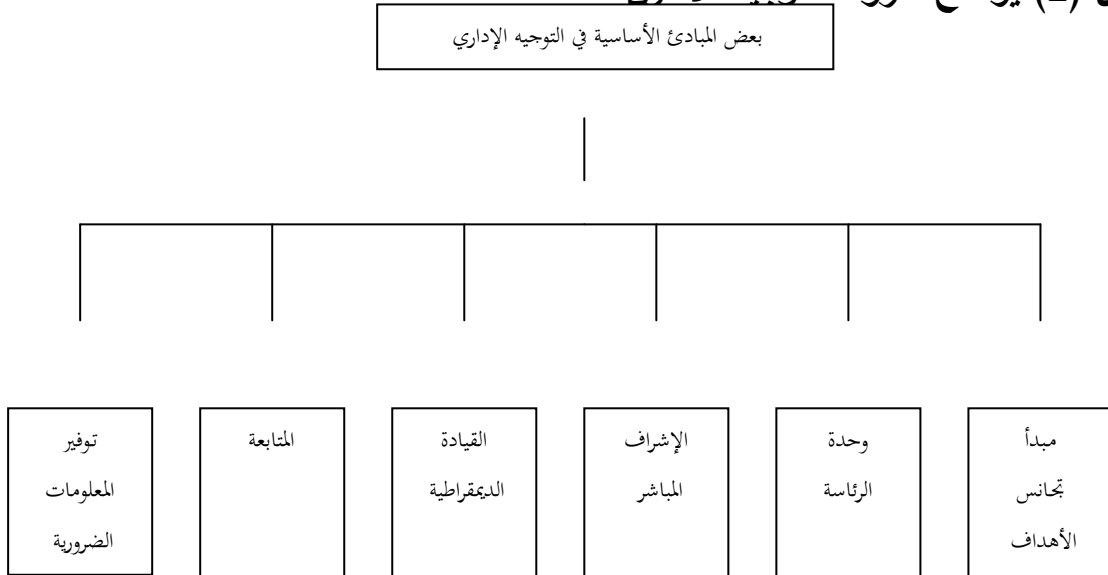 (2)
بعض المبادئ الأساسية في التوجيه الإداري
مبدأ
تجانس
الأهداف
وحدة
الرئاسة
الإشراف
المباشر
القيادة
الديمقراطية
المتابعة
توفير
المعلومات
الضرورية